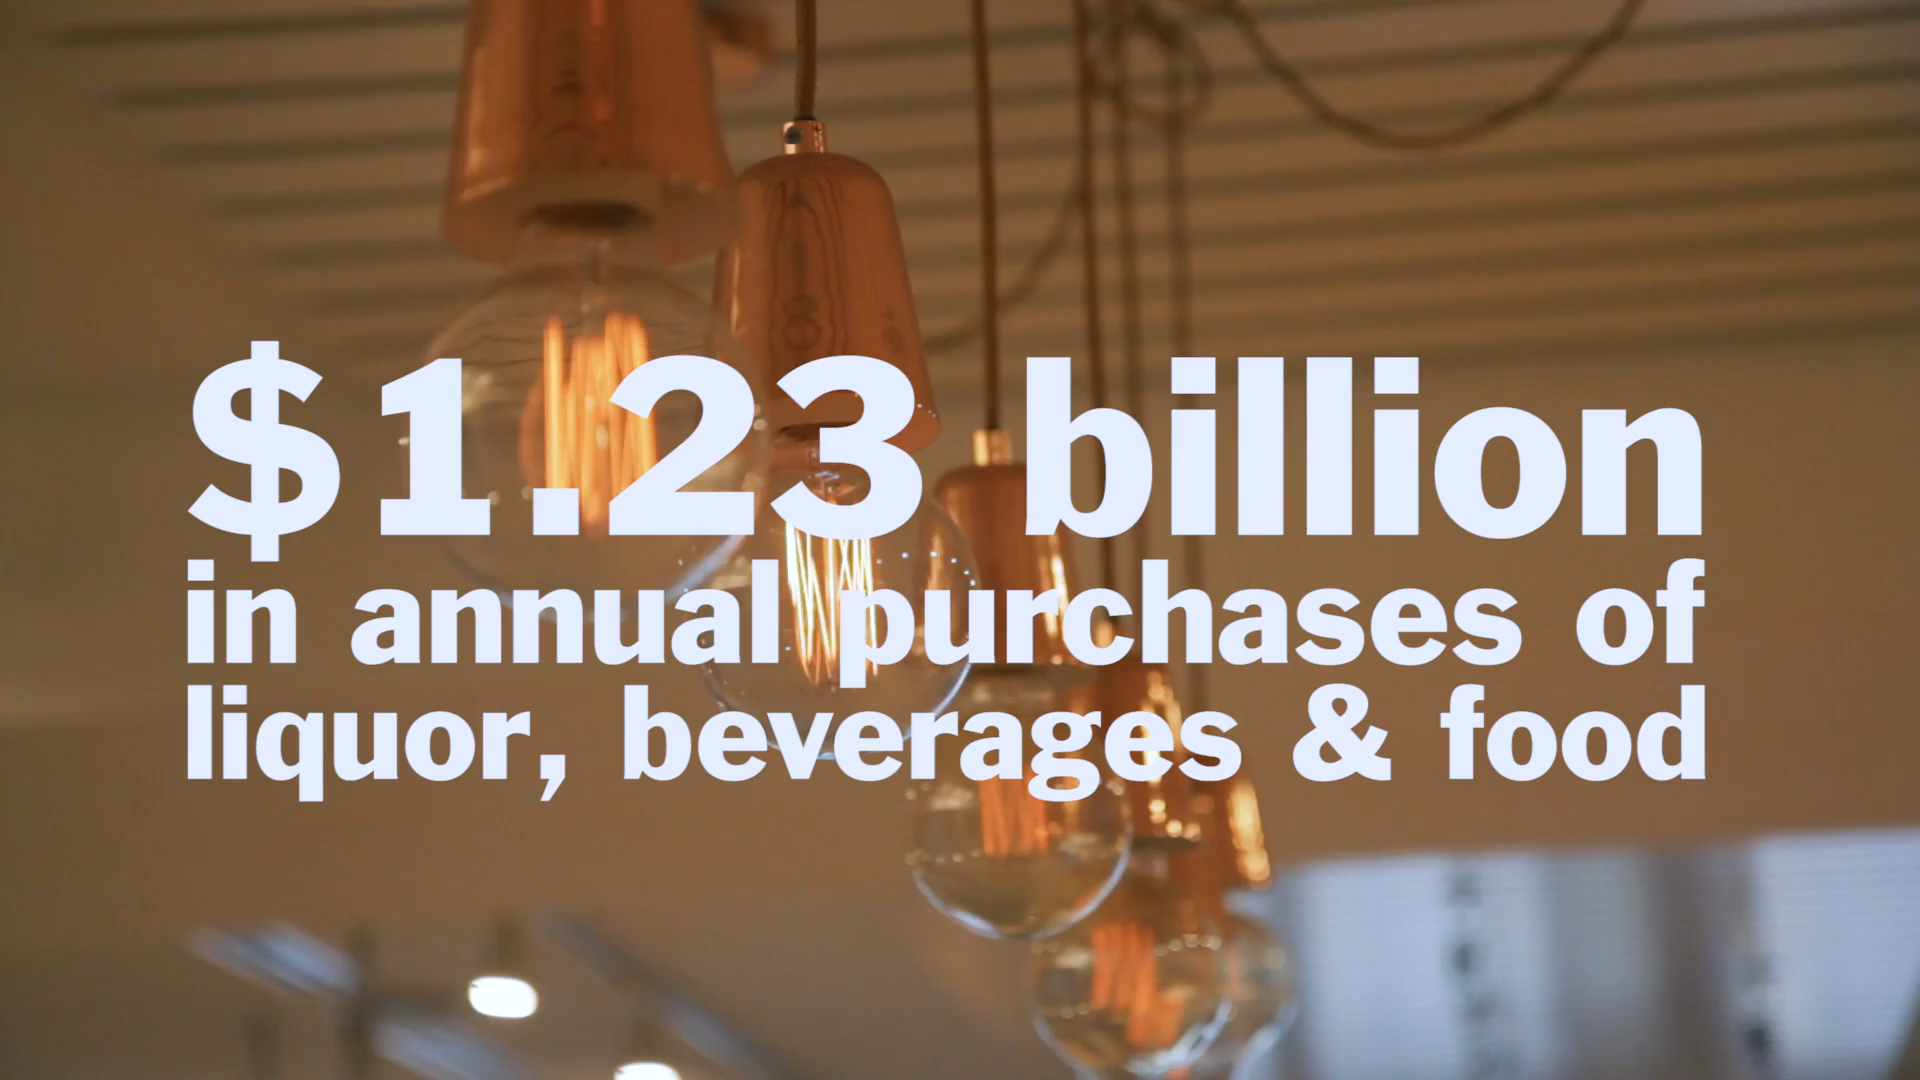 $1.23 billion
in annual purchases of
liquor, beverages & food